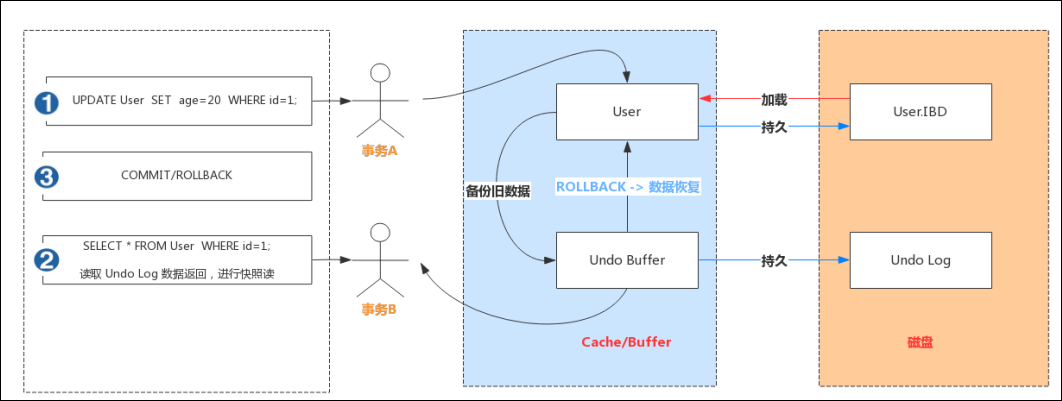 1
UPDATE User SET age=20 WHERE id=1;
事务A
3
COMMIT/ROLLBACK
2
SELECT * FROM User WHERE id=1;
读取 Undo Log 数据返回，进行快照读
事务B
User
备份旧数据
ROLLBACK -> 数据恢复
Undo Buffer
Cache/Buffer
加载
持久
持久
User.IBD
Undo Log
磁盘